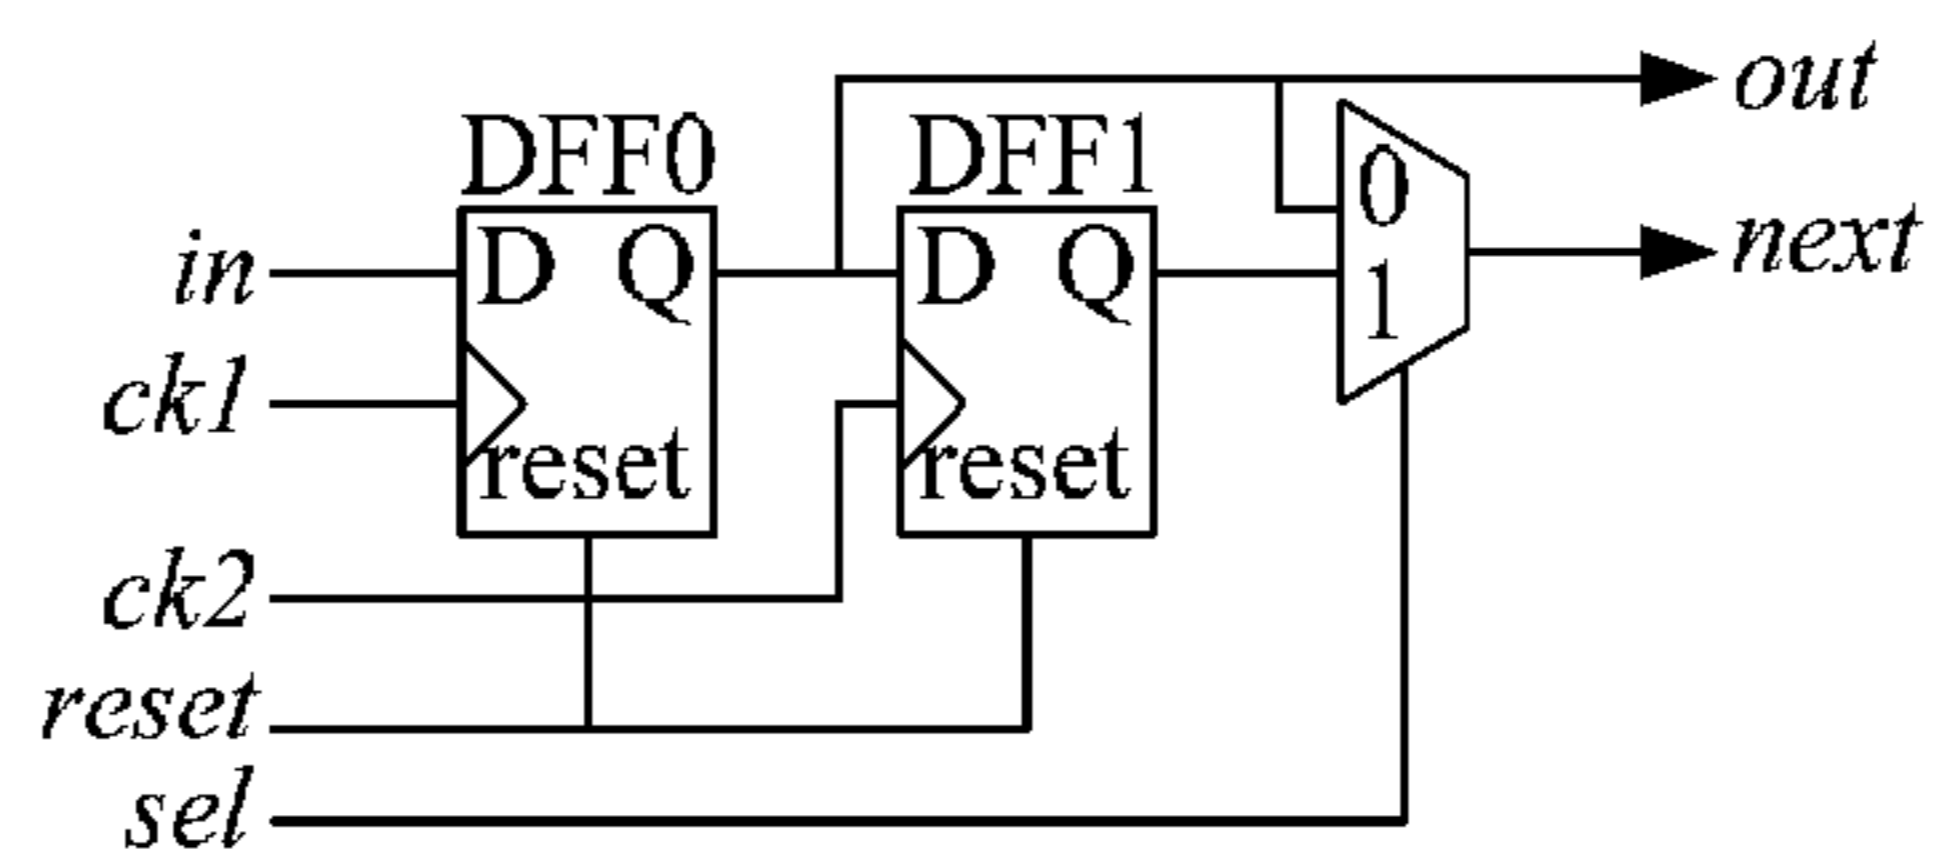 out
DFF0 DFF1
0
in D Q D Q next
1
ck1
reset reset
ck2
reset
sel